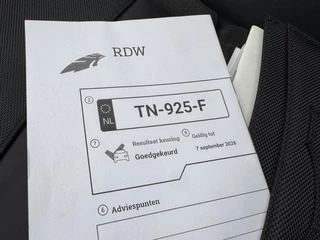 RDW
3
NL
TN-925-F
7
Resultaat keuring
Goedgekeurd
8
Geldig tot
7 september 2026
6 Adviespunten